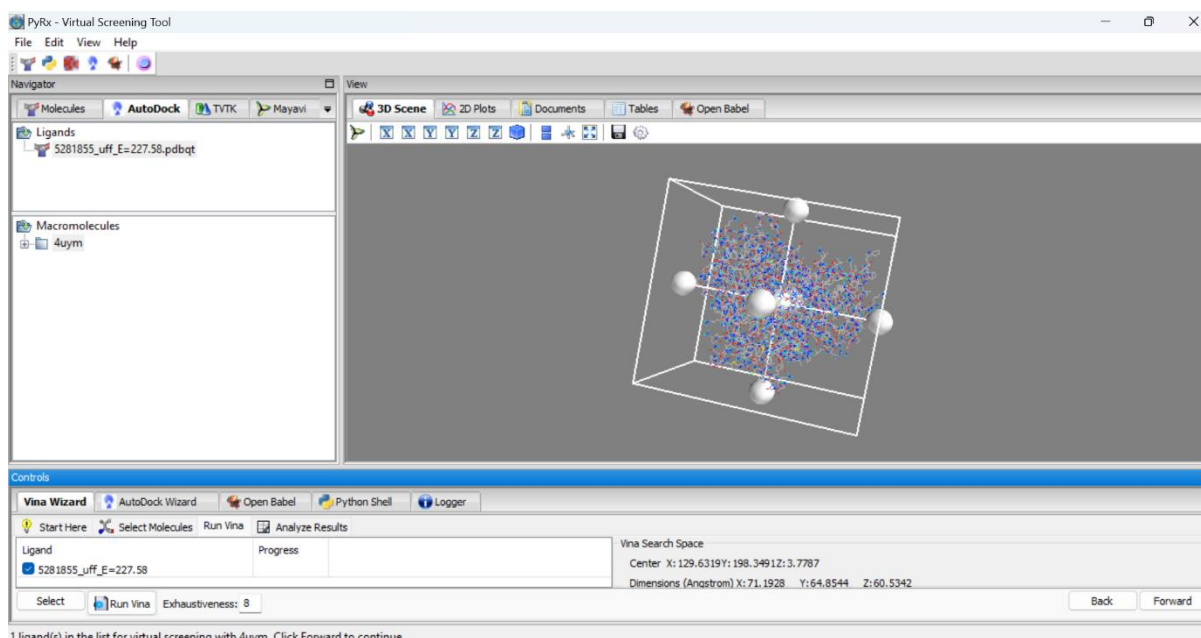 PyRx - Virtual Screening Tool
File Edit View Help
Navigator
View
Molecules AutoDock TVTK Mayavi
3D Scene 2D Plots Documents Tables Open Babel
Ligands
5281855_uff_E=227.58.pdbqt
X X Y Y Z Z
Macromolecules
4uym
Controls
Vina Wizard AutoDock Wizard Open Babel Python Shell Logger
Start Here Select Molecules Run Vina Analyze Results
Ligand Progress
5281855_uff_E=227.58
Vina Search Space
Center X:129.6319Y:198.3491Z:3.7787
Dimensions (Angstrom) X:71.1928 Y:64.8544 Z:60.5342
Select Run Vina Exhaustiveness: 8 Back Forward
1 ligand(s) in the list for virtual screening with 4uym. Click Forward to continue